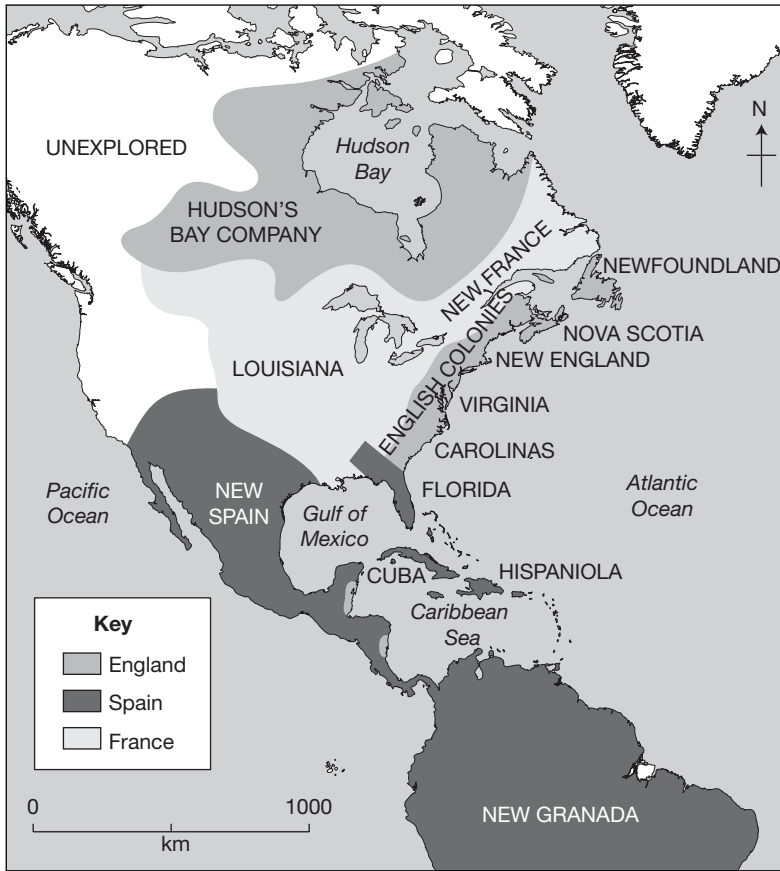 N
Hudson
Bay
UNEXPLORED
HUDSON'S
BAY COMPANY
NEW FRANCE
NEWFOUNDLAND
NOVA SCOTIA
NEW ENGLAND
ENGLISH COLONIES
LOUISIANA
VIRGINIA
CAROLINAS
FLORIDA
Pacific
Ocean
NEW
SPAIN
Gulf of
Mexico
Atlantic
Ocean
CUBA
HISPANIOLA
Caribbean
Sea
Key
England
Spain
France
0 1000
km
NEW GRANADA